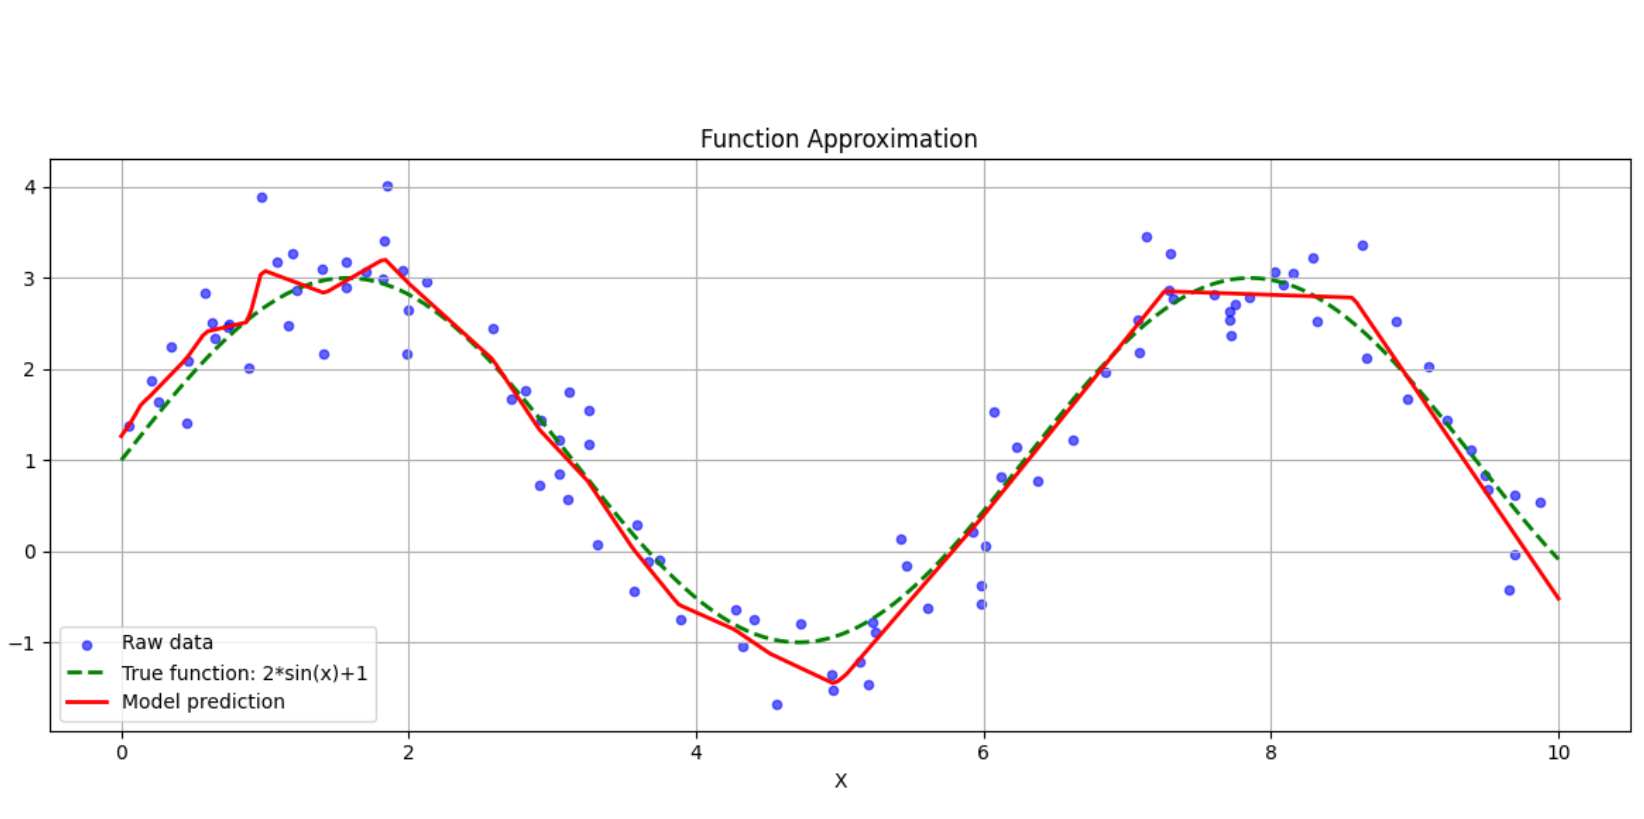 Function Approximation
4
3
2
1
0
−1
Raw data
True function: 2*sin(x)+1
Model prediction
0 2 4 6 8 10
X